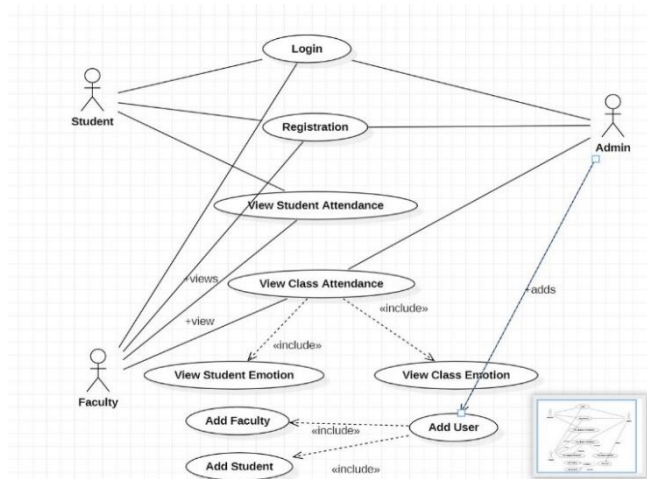 Login
Student
Registration
Admin
View Student Attendance
+views
View Class Attendance
+adds
«include»
+view
«include»
View Student Emotion
View Class Emotion
Faculty
Add Faculty
«include»
Add User
Add Student
«include»